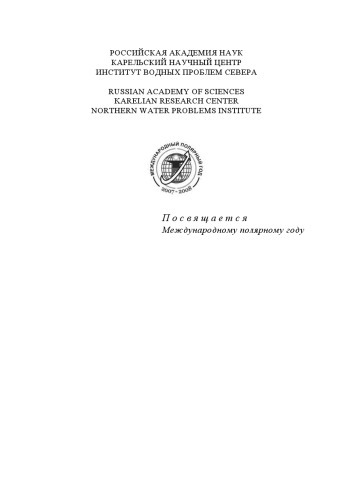 РОССИЙСКАЯ АКАДЕМИЯ НАУК
КАРЕЛЬСКИЙ НАУЧНЫЙ ЦЕНТР
ИНСТИТУТ ВОДНЫХ ПРОБЛЕМ СЕВЕРА
RUSSIAN ACADEMY OF SCIENCES
KARELIAN RESEARCH CENTER
NORTHERN WATER PROBLEMS INSTITUTE
МЕЖДУНАРОДНЫЙ ПОЛЯРНЫЙ ГОД
2007-2008
Посвящается
Международному полярному году